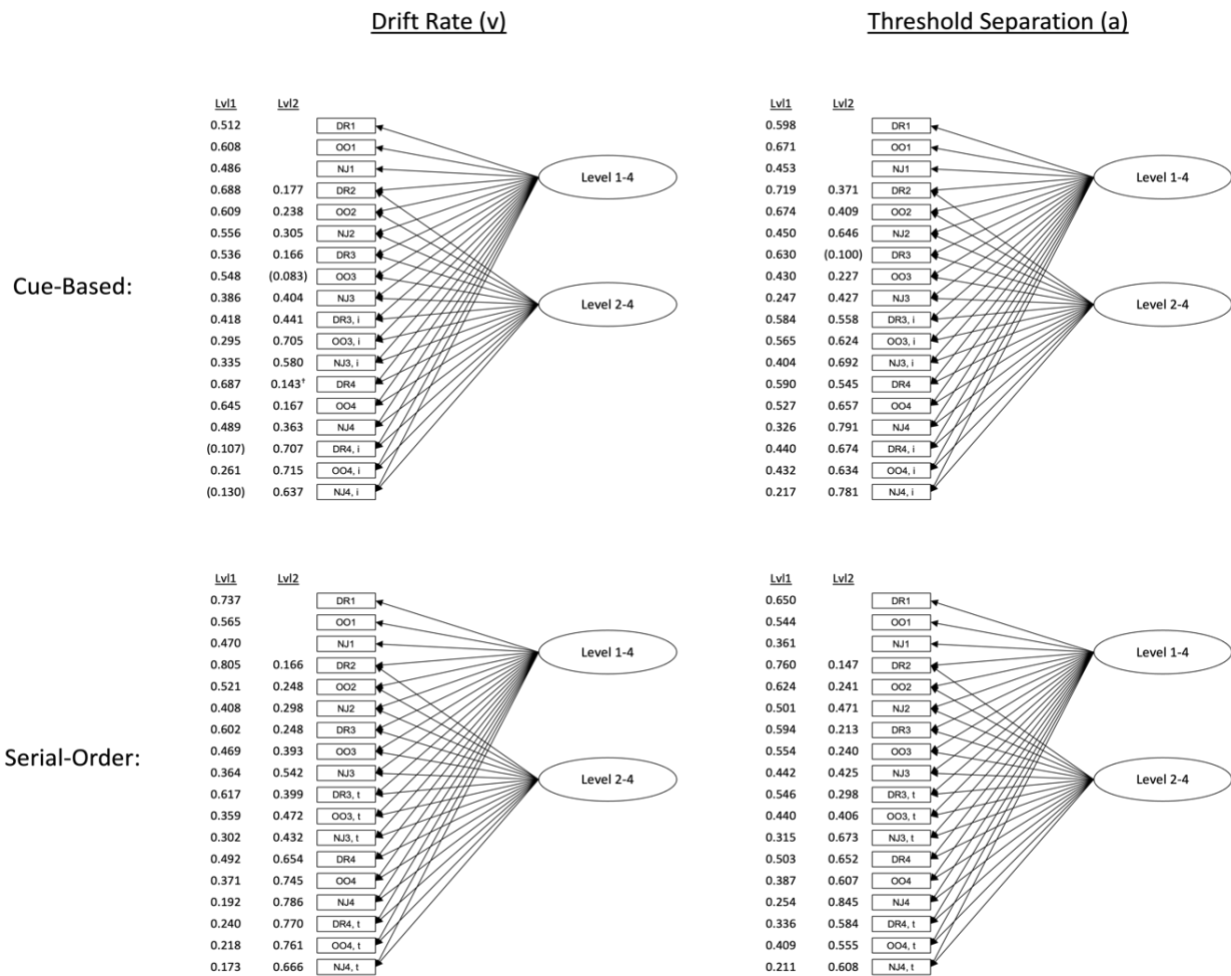 Drift Rate (v) Threshold Separation (a)
Cue-Based:
Lvl1 Lvl2
0.512 DR1
0.608 OO1
0.486 NJ1
0.688 0.177 DR2
0.609 0.238 OO2
0.556 0.305 NJ2
0.536 0.166 DR3
0.548 (0.083) OO3
0.386 0.404 NJ3
0.418 0.441 DR3, i
0.295 0.705 OO3, i
0.335 0.580 NJ3, i
0.687 0.143† DR4
0.645 0.167 OO4
0.489 0.363 NJ4
(0.107) 0.707 DR4, i
0.261 0.715 OO4, i
(0.130) 0.637 NJ4, i
Level 1-4
Level 2-4
Lvl1 Lvl2
0.598 DR1
0.671 OO1
0.453 NJ1
0.719 0.371 DR2
0.674 0.409 OO2
0.450 0.646 NJ2
0.630 (0.100) DR3
0.430 0.227 OO3
0.247 0.427 NJ3
0.584 0.558 DR3, i
0.565 0.624 OO3, i
0.404 0.692 NJ3, i
0.590 0.545 DR4
0.527 0.657 OO4
0.326 0.791 NJ4
0.440 0.674 DR4, i
0.432 0.634 OO4, i
0.217 0.781 NJ4, i
Level 1-4
Level 2-4
Serial-Order:
Lvl1 Lvl2
0.737 DR1
0.565 OO1
0.470 NJ1
0.805 0.166 DR2
0.521 0.248 OO2
0.408 0.298 NJ2
0.602 0.248 DR3
0.469 0.393 OO3
0.364 0.542 NJ3
0.617 0.399 DR3, t
0.359 0.472 OO3, t
0.302 0.432 NJ3, t
0.492 0.654 DR4
0.371 0.745 OO4
0.192 0.786 NJ4
0.240 0.770 DR4, t
0.218 0.761 OO4, t
0.173 0.666 NJ4, t
Level 1-4
Level 2-4
Lvl1 Lvl2
0.650 DR1
0.544 OO1
0.361 NJ1
0.760 0.147 DR2
0.624 0.241 OO2
0.501 0.471 NJ2
0.594 0.213 DR3
0.554 0.240 OO3
0.442 0.425 NJ3
0.546 0.298 DR3, t
0.440 0.406 OO3, t
0.315 0.673 NJ3, t
0.503 0.652 DR4
0.387 0.607 OO4
0.254 0.845 NJ4
0.336 0.584 DR4, t
0.409 0.555 OO4, t
0.211 0.608 NJ4, t
Level 1-4
Level 2-4